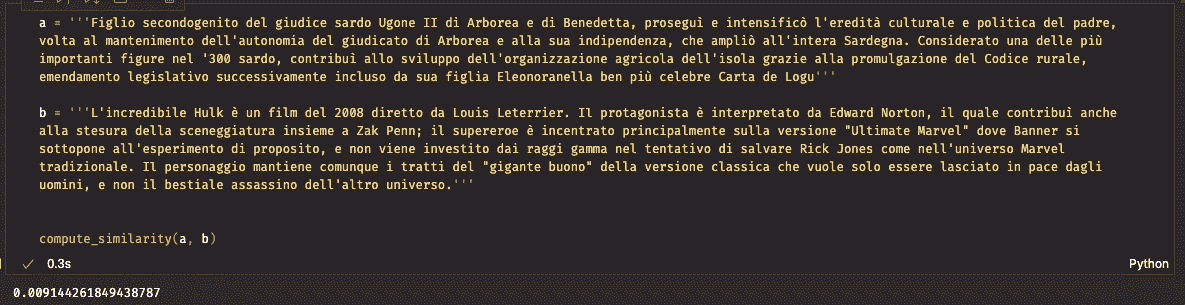 a = '''Figlio secondogenito del giudice sardo Ugone II di Arborea e di Benedetta, proseguì e intensificò l'eredità culturale e politica del padre,
volta al mantenimento dell'autonomia del giudicato di Arborea e alla sua indipendenza, che ampliò all'intera Sardegna. Considerato una delle più
importanti figure nel '300 sardo, contribuì allo sviluppo dell'organizzazione agricola dell'isola grazie alla promulgazione del Codice rurale,
emendamento legislativo successivamente incluso da sua figlia Eleonoranella ben più celebre Carta de Logu'''
b = '''L'incredibile Hulk è un film del 2008 diretto da Louis Leterrier. Il protagonista è interpretato da Edward Norton, il quale contribuì anche
alla stesura della sceneggiatura insieme a Zak Penn; il supereroe è incentrato principalmente sulla versione "Ultimate Marvel" dove Banner si
sottopone all'esperimento di proposito, e non viene investito dai raggi gamma nel tentativo di salvare Rick Jones come nell'universo Marvel
tradizionale. Il personaggio mantiene comunque i tratti del "gigante buono" della versione classica che vuole solo essere lasciato in pace dagli
uomini, e non il bestiale assassino dell'altro universo.'''
compute_similarity(a, b)
0.3s
Python
0.009144261849438787